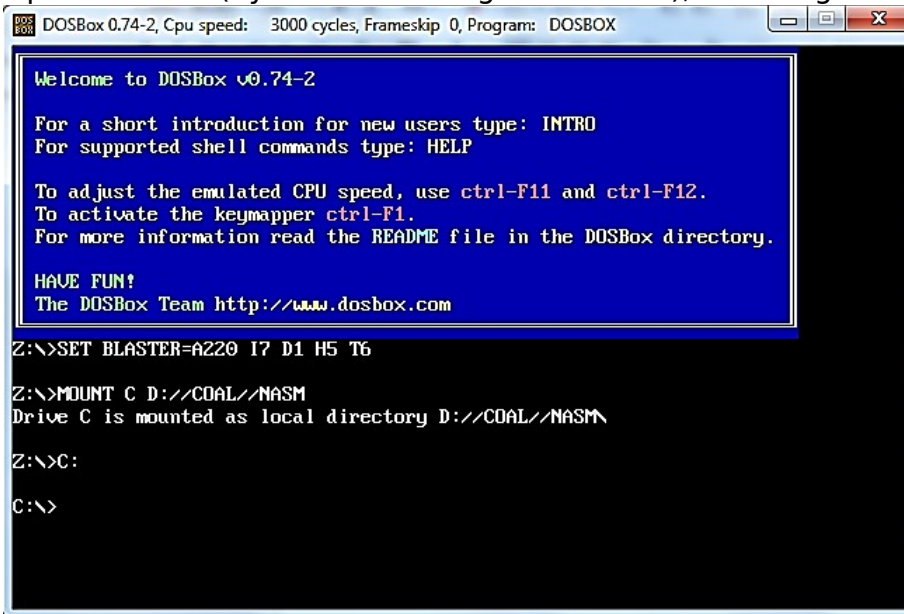 DOSBox 0.74-2, Cpu speed: 3000 cycles, Frameskip 0, Program: DOSBOX
Welcome to DOSBox v0.74-2
For a short introduction for new users type: INTRO
For supported shell commands type: HELP
To adjust the emulated CPU speed, use ctrl-F11 and ctrl-F12.
To activate the keymapper ctrl-F1.
For more information read the README file in the DOSBox directory.
HAVE FUN!
The DOSBox Team http://www.dosbox.com
Z:\>SET BLASTER=A220 I7 D1 H5 T6
Z:\>MOUNT C D://COAL//NASM
Drive C is mounted as local directory D://COAL//NASM\
Z:\>C:
C:\>